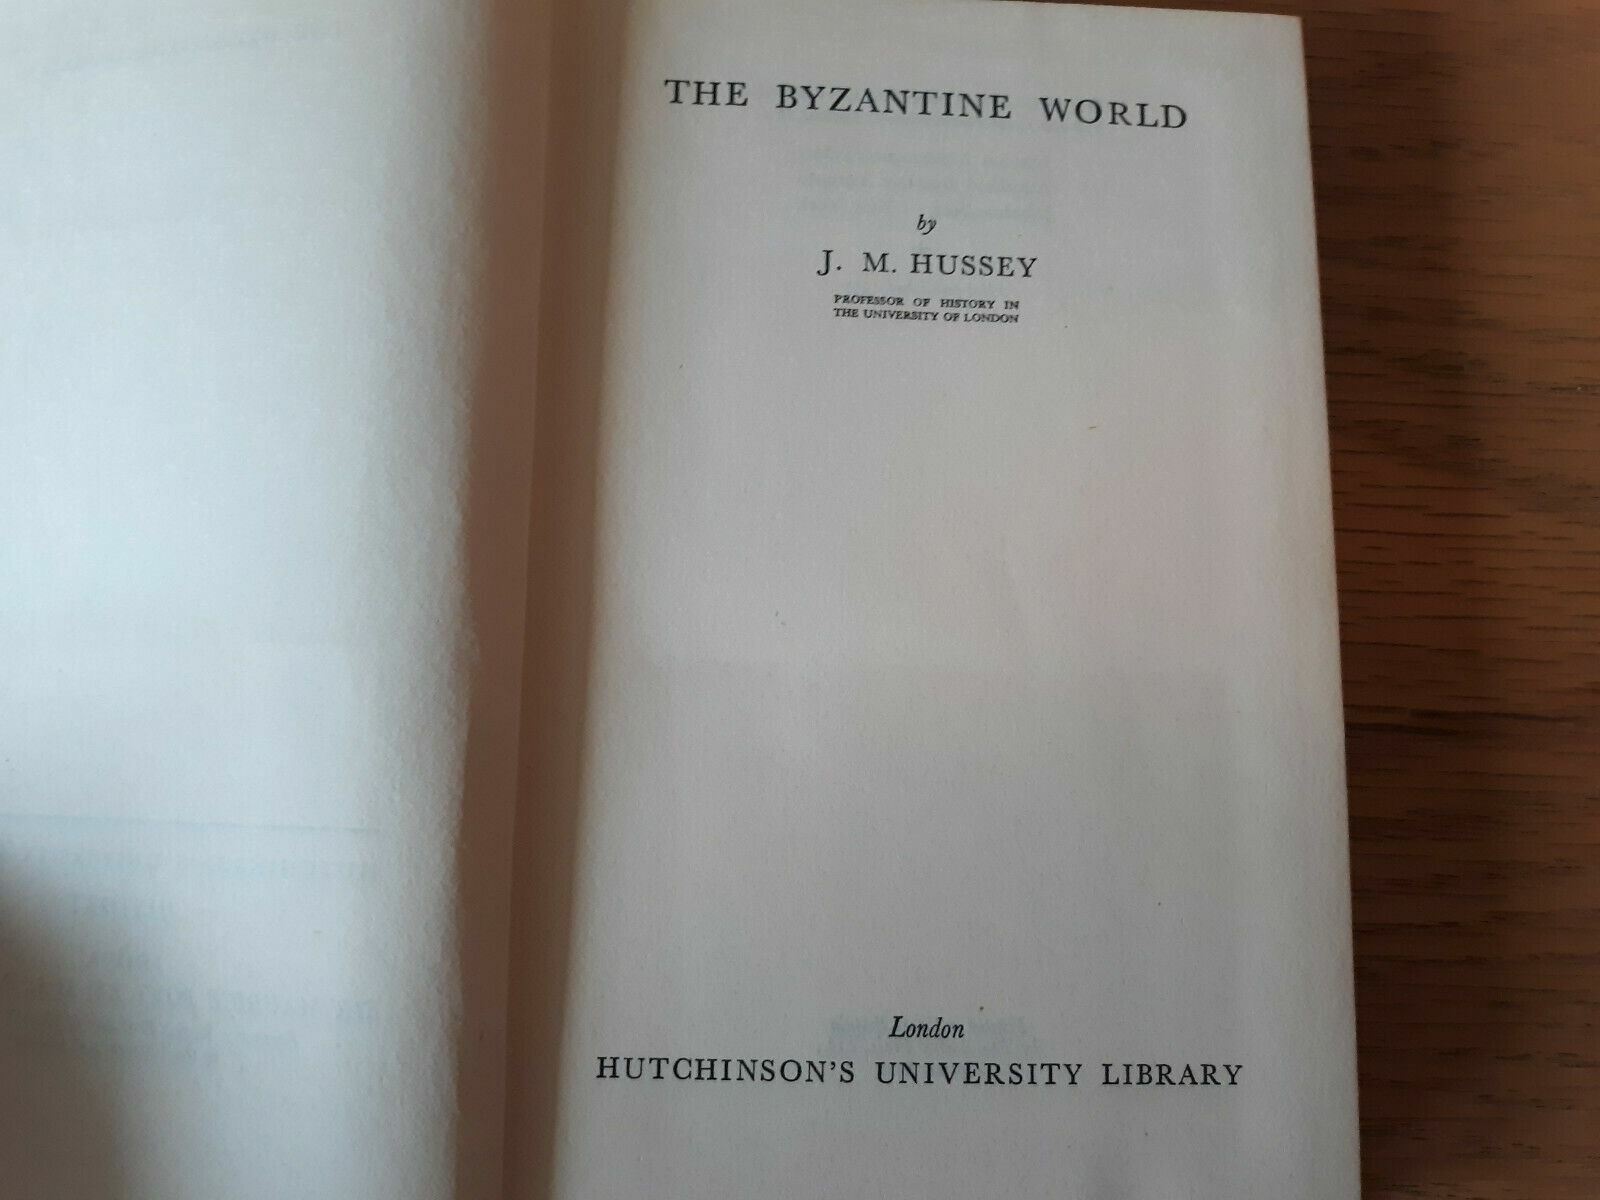 THE BYZANTINE WORLD
by
J. M. HUSSEY
PROFESSOR OF HISTORY IN
THE UNIVERSITY OF LONDON
London
HUTCHINSON'S UNIVERSITY LIBRARY